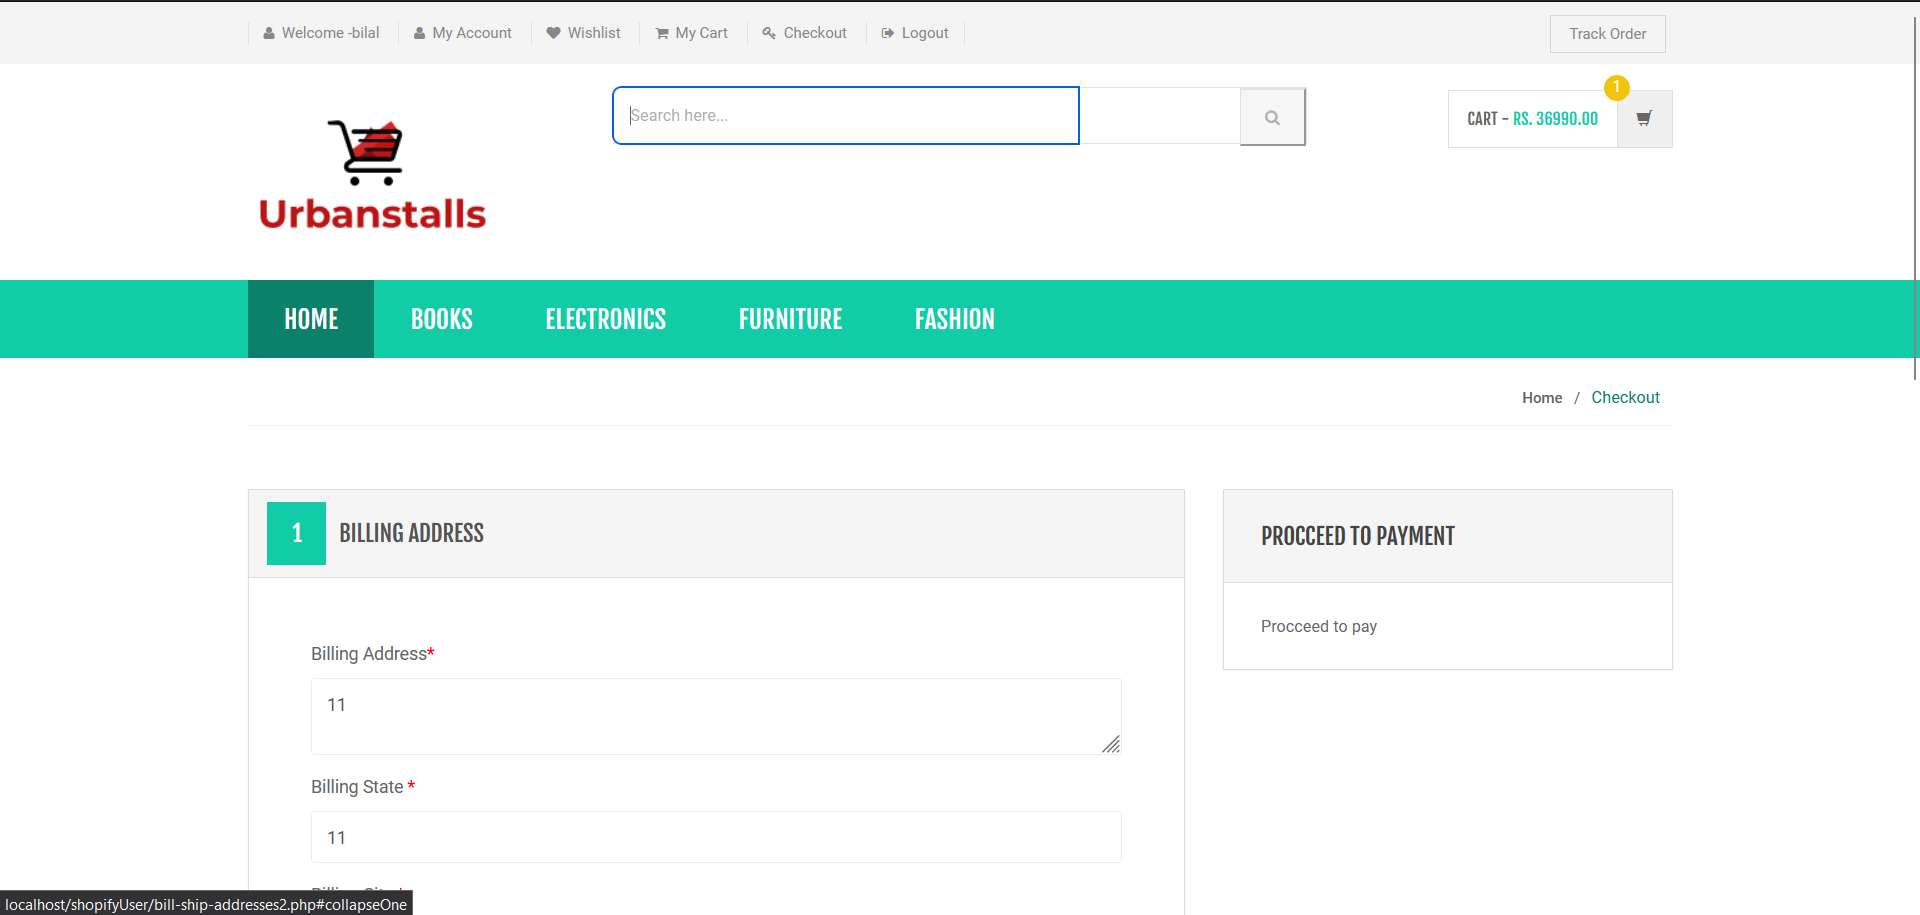 Welcome -bilal
My Account
Wishlist
My Cart
Checkout
Logout
Track Order
Search here...
1
CART - RS. 36990.00
Urbanstalls
HOME
BOOKS
ELECTRONICS
FURNITURE
FASHION
Home / Checkout
1 BILLING ADDRESS
Billing Address*
11
Billing State *
11
PROCCEED TO PAYMENT
Procceed to pay
localhost/shopifyUser/bill-ship-addresses2.php#collapseOne